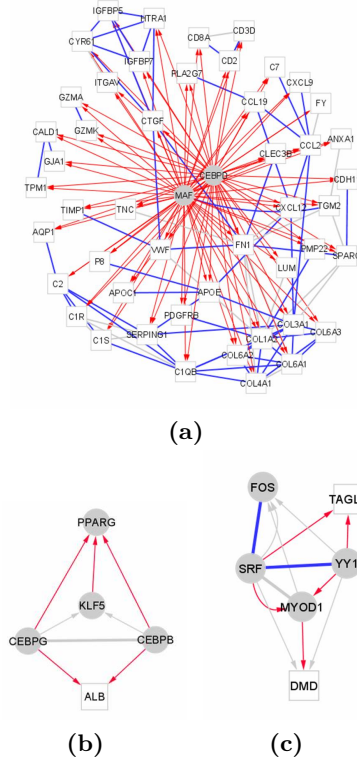 IGFBP5
HTRA1
CYR61
IGFBP7
CD8A
CD3D
CD2
ITGAV
PLA2G7
C7
CXCL9
GZMA
CCL19
FY
CTGF
CALD1
GZMK
CCL2
ANXA1
GJA1
CLEC3B
TPM1
CEBPD
CDH1
MAF
TIMP1
TNC
CXCL12
TGM2
AQP1
VWF
FN1
PMP22
SPARC
P8
LUM
C2
APOC1
APOE
C1R
PDGFRB
COL3A1
C1S
SERPING1
COL1A2
COL6A3
COL6A2
C1QB
COL6A1
COL4A1
(a)
PPARG
KLF5
CEBPG
CEBPB
ALB
(b)
FOS
TAGL
SRF
YY1
MYOD1
DMD
(c)